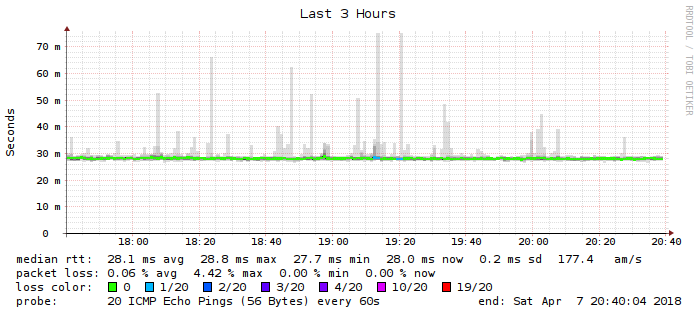 Last 3 Hours
RRDTOOL / TOBI OETIKER
Seconds
70 m
60 m
50 m
40 m
30 m
20 m
10 m
0
18:00 18:20 18:40 19:00 19:20 19:40 20:00 20:20 20:40
median rtt: 28.1 ms avg 28.8 ms max 27.7 ms min 28.0 ms now 0.2 ms sd 177.4 am/s
packet loss: 0.06 % avg 4.42 % max 0.00 % min 0.00 % now
loss color: 0 1/20 2/20 3/20 4/20 10/20 19/20
probe: 20 ICMP Echo Pings (56 Bytes) every 60s end: Sat Apr 7 20:40:04 2018